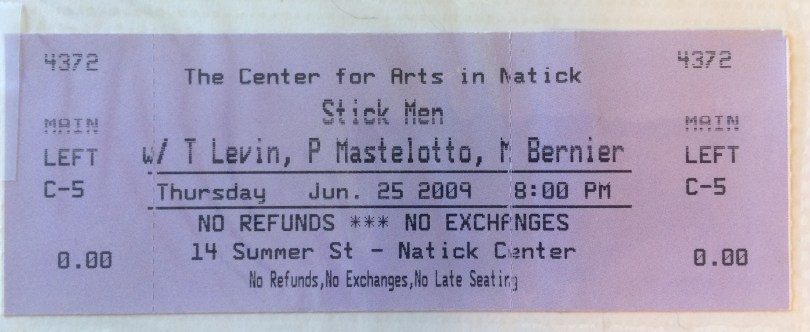 4372
MAIN
LEFT
C-5
0.00
The Center for Arts in Natick
Stick Men
w/ T Levin, P Mastelotto, M Bernier
Thursday Jun. 25 2009 8:00 PM
NO REFUNDS *** NO EXCHANGES
14 Summer St - Natick Center
No Refunds,No Exchanges,No Late Seating
4372
MAIN
LEFT
C-5
0.00